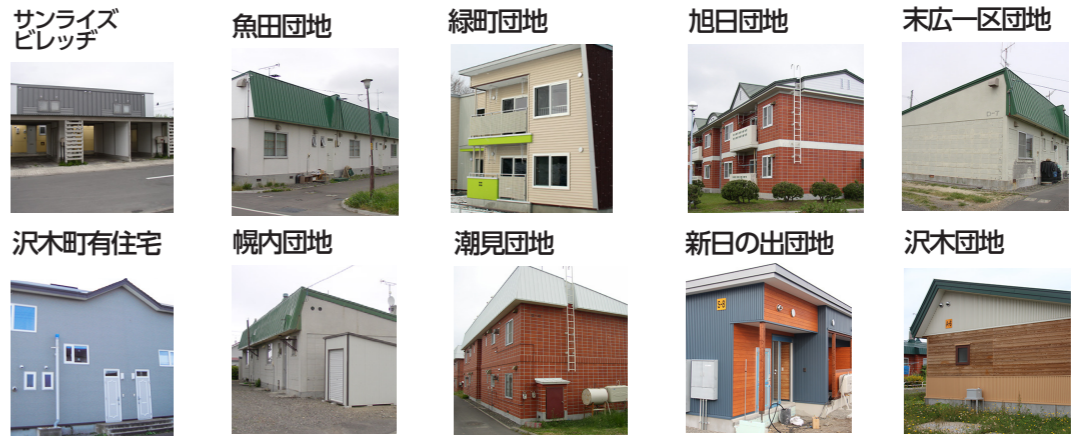 サンライズ
ビレッヂ
魚田団地
緑町団地
旭日団地
末広一区団地
沢木町有住宅
幌内団地
潮見団地
新日の出団地
沢木団地